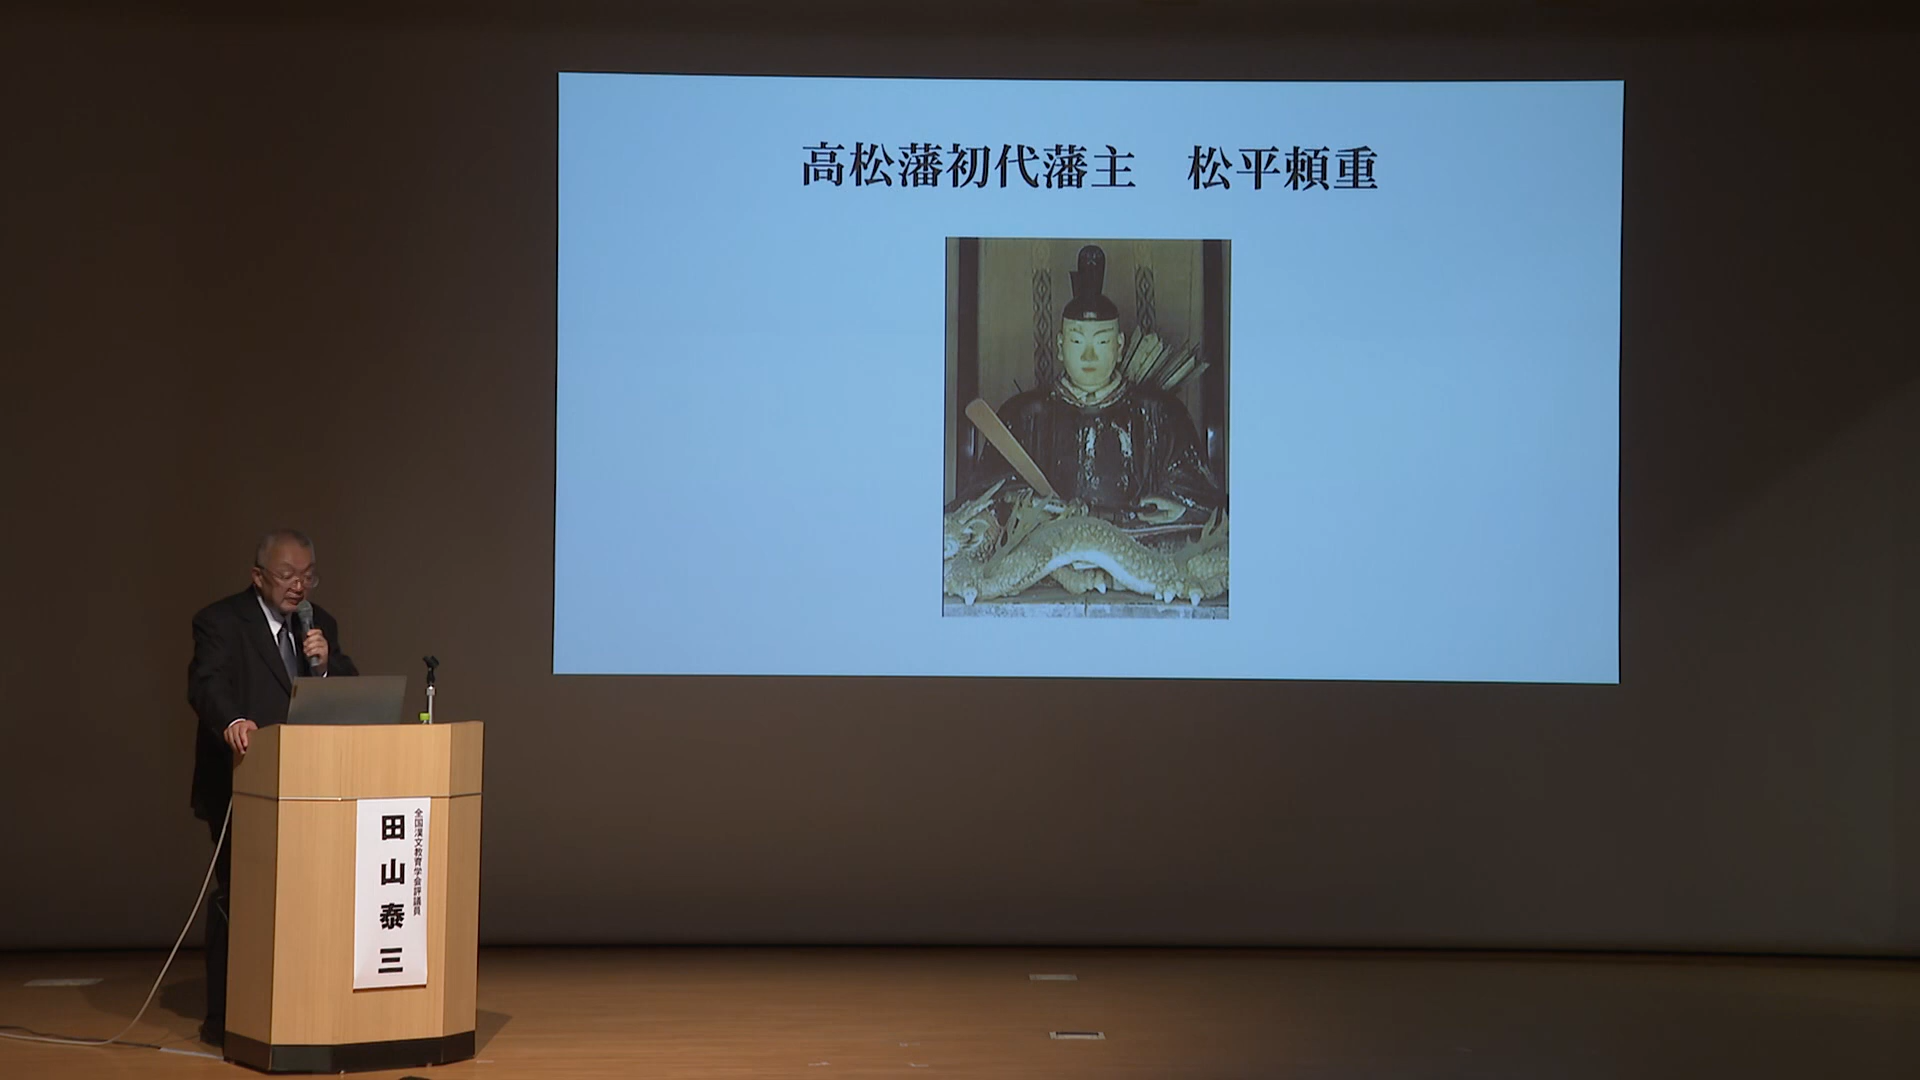 高松藩初代藩主　松平頼重
全国漢文教育学会評議員
田山泰三